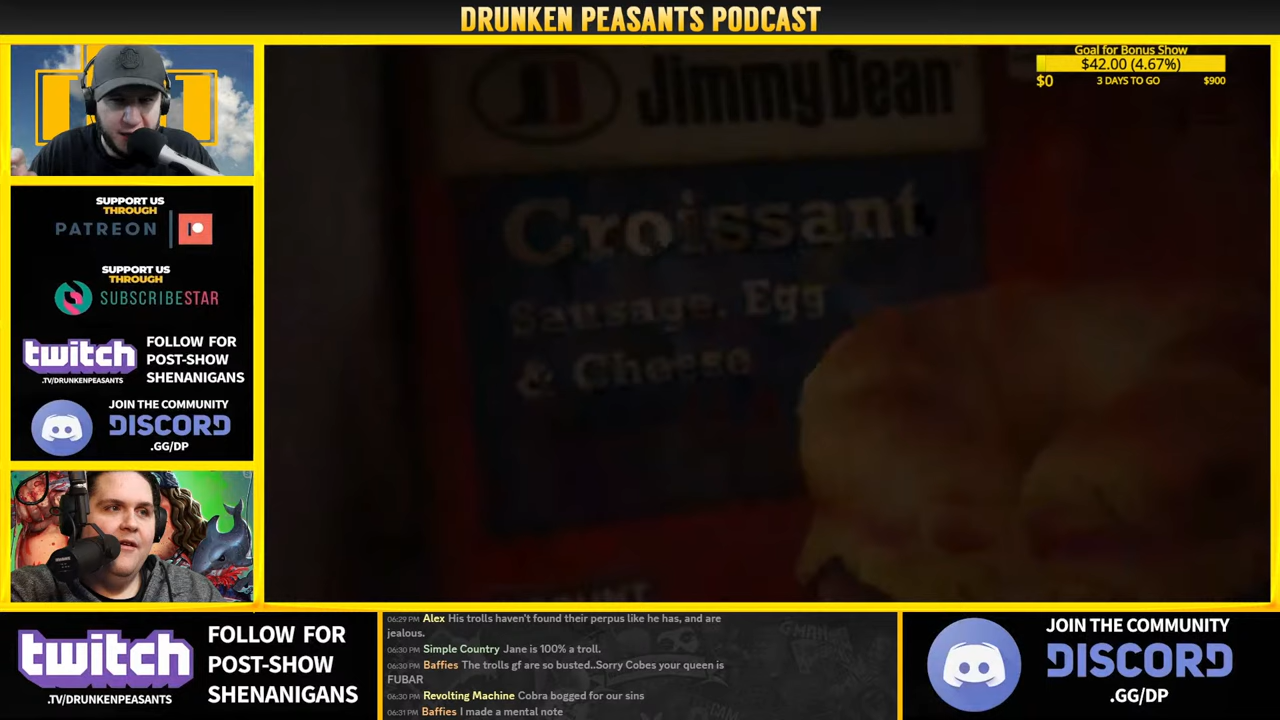 DRUNKEN PEASANTS PODCAST
Goal for Bonus Show
$42.00 (4.67%)
$0
3 DAYS TO GO
$900
JimmyDean
Croissant
Sausage, Egg
& Cheese
SUPPORT US
THROUGH
PATREON
SUPPORT US
THROUGH
SUBSCRIBESTAR
twitch
.TV/DRUNKENPEASANTS
FOLLOW FOR
POST-SHOW
SHENANIGANS
JOIN THE COMMUNITY
DISCORD
.GG/DP
twitch
.TV/DRUNKENPEASANTS
FOLLOW FOR
POST-SHOW
SHENANIGANS
06:29 PM Alex His trolls haven't found their perpus like he has, and are
jealous.
06:30 PM Simple Country Jane is 100% a troll.
06:30 PM Baffies The trolls gf are so busted..Sorry Cobes your queen is
FUBAR
06:30 PM Revolting Machine Cobra bogged for our sins
06:31 PM Baffies I made a mental note
JOIN THE COMMUNITY
DISCORD
.GG/DP